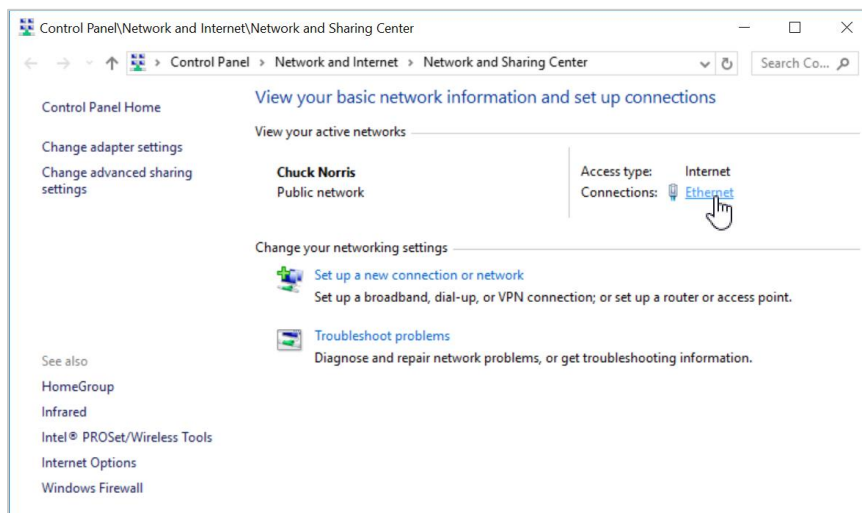 Control Panel\Network and Internet\Network and Sharing Center
Control Panel > Network and Internet > Network and Sharing Center
Search Co...
Control Panel Home
Change adapter settings
Change advanced sharing
settings
View your basic network information and set up connections
View your active networks
Chuck Norris
Public network
Access type: Internet
Connections: Ethernet
Change your networking settings
Set up a new connection or network
Set up a broadband, dial-up, or VPN connection; or set up a router or access point.
Troubleshoot problems
Diagnose and repair network problems, or get troubleshooting information.
See also
HomeGroup
Infrared
Intel® PROSet/Wireless Tools
Internet Options
Windows Firewall